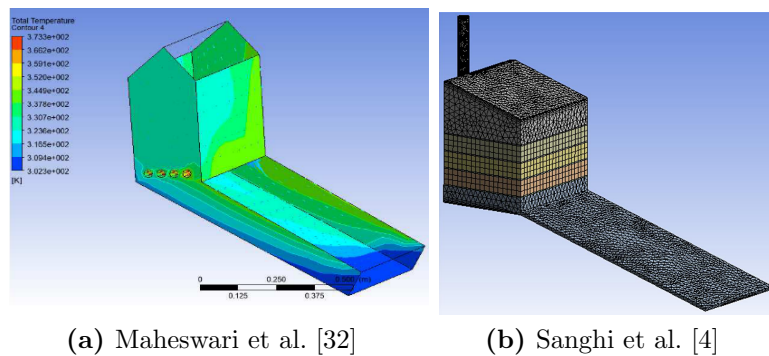 Total Temperature
Contour 4
3.733e+002
3.662e+002
3.591e+002
3.520e+002
3.449e+002
3.378e+002
3.307e+002
3.236e+002
3.165e+002
3.094e+002
3.023e+002
[K]
0 0.250 0.500 (m)
0.125 0.375
(a) Maheswari et al. [32]
(b) Sanghi et al. [4]